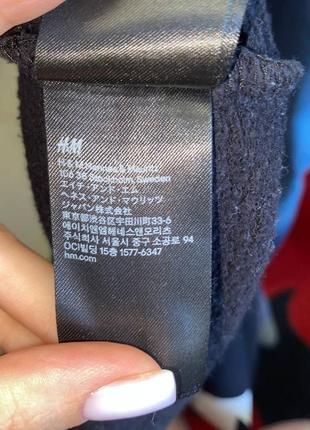 H&M
H & M Hennes & Mauritz
106 38 Stockholm, Sweden
エイチ・アンド・エム
ヘネス・アンド・マウリッツ
ジャパン株式会社
東京都渋谷区宇田川町33-6
에이치앤엠헤네스앤모리츠
주식회사 서울시 중구 소공로 94
OCI빌딩 15층 1577-6347
hm.com